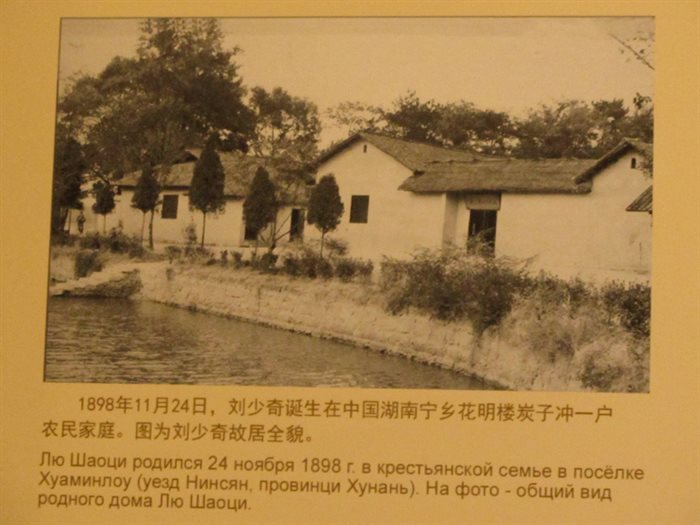 1898年11月24日，刘少奇诞生在中国湖南宁乡花明楼炭子冲一户
农民家庭。图为刘少奇故居全貌。
Лю Шаоци родился 24 ноября 1898 г. в крестьянской семье в посёлке
Хуаминлоу (уезд Нинсян, провинци Хунань). На фото - общий вид
родного дома Лю Шаоци.